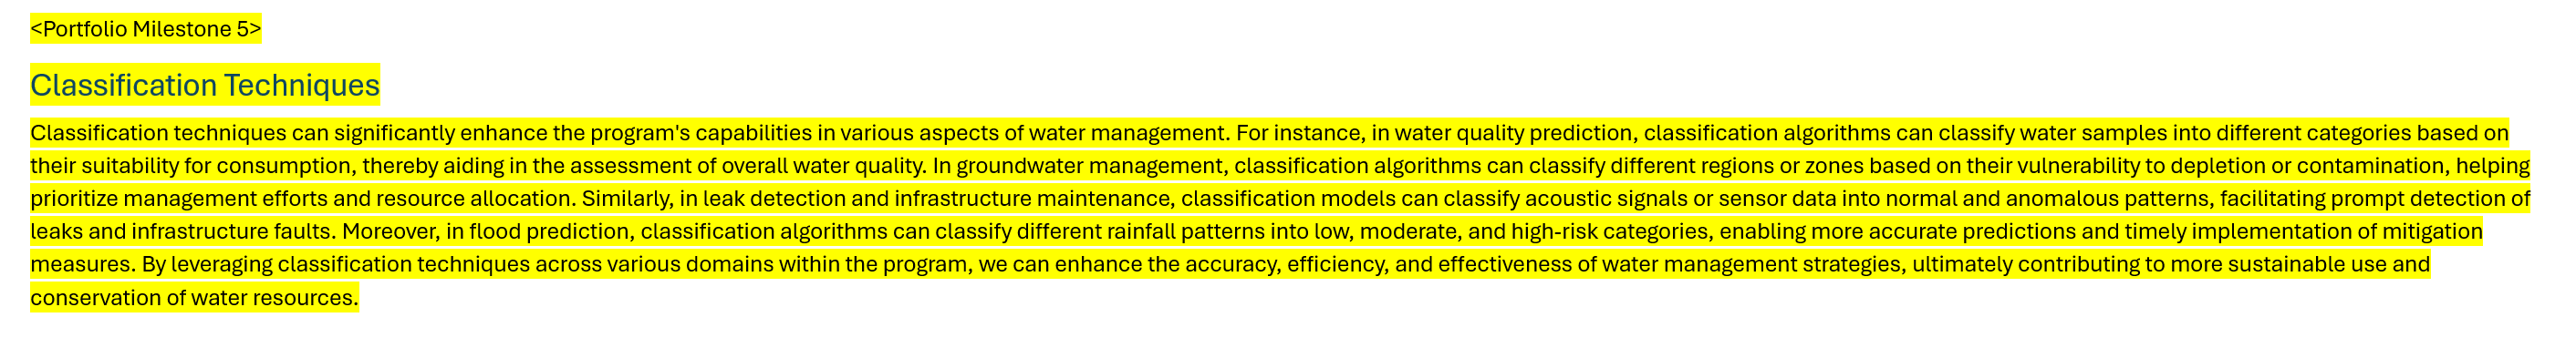 <Portfolio Milestone 5>
Classification Techniques
Classification techniques can significantly enhance the program's capabilities in various aspects of water management. For instance, in water quality prediction, classification algorithms can classify water samples into different categories based on
their suitability for consumption, thereby aiding in the assessment of overall water quality. In groundwater management, classification algorithms can classify different regions or zones based on their vulnerability to depletion or contamination, helping
prioritize management efforts and resource allocation. Similarly, in leak detection and infrastructure maintenance, classification models can classify acoustic signals or sensor data into normal and anomalous patterns, facilitating prompt detection of
leaks and infrastructure faults. Moreover, in flood prediction, classification algorithms can classify different rainfall patterns into low, moderate, and high-risk categories, enabling more accurate predictions and timely implementation of mitigation
measures. By leveraging classification techniques across various domains within the program, we can enhance the accuracy, efficiency, and effectiveness of water management strategies, ultimately contributing to more sustainable use and
conservation of water resources.